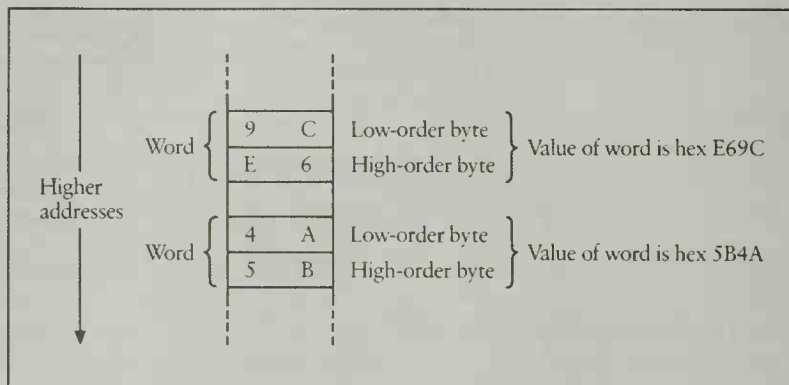 9 C Low-order byte
Word Value of word is hex E69C
E 6 High-order byte
Higher
addresses
4 A Low-order byte
Word Value of word is hex 5B4A
5 B High-order byte